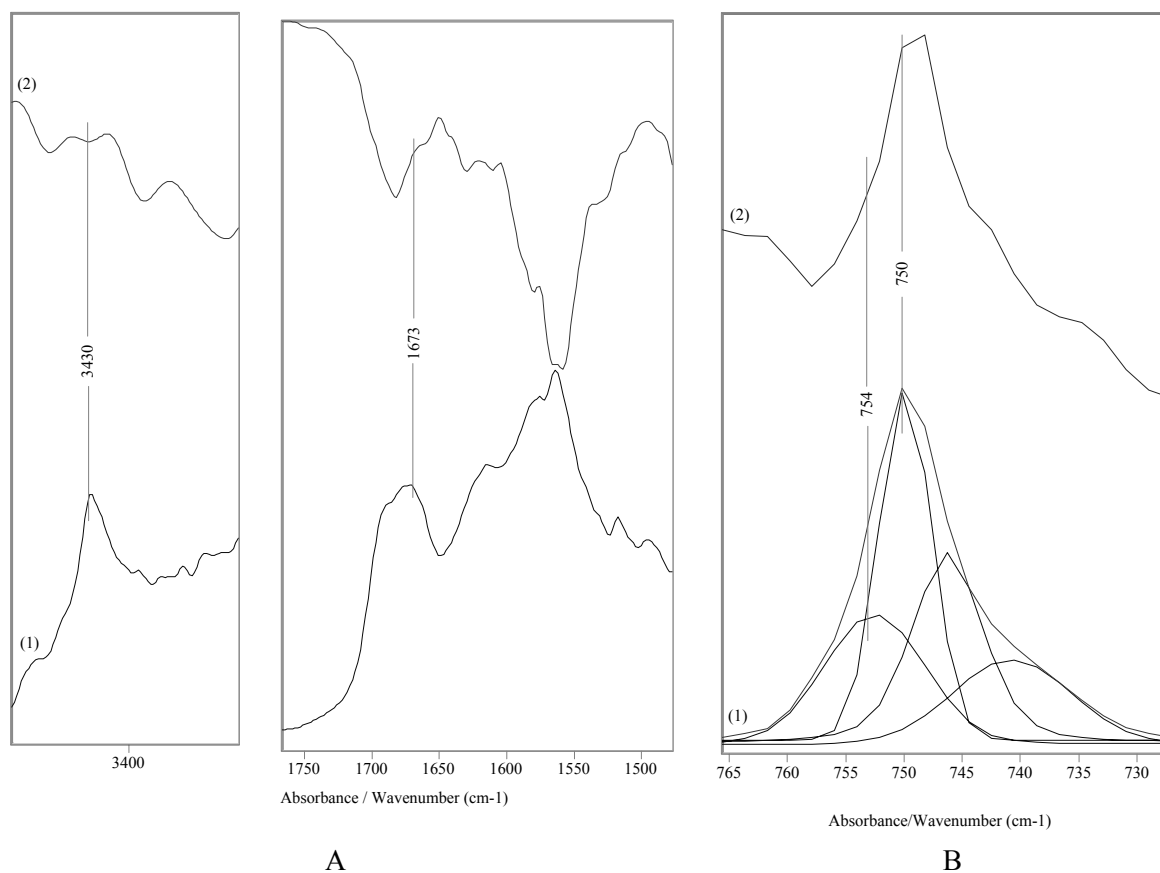 (2)
3430
(1)
3400
1673
1750 1700 1650 1600 1550 1500
Absorbance / Wavenumber (cm-1)
A
(2)
750
754
(1)
765 760 755 750 745 740 735 730
Absorbance/Wavenumber (cm-1)
B